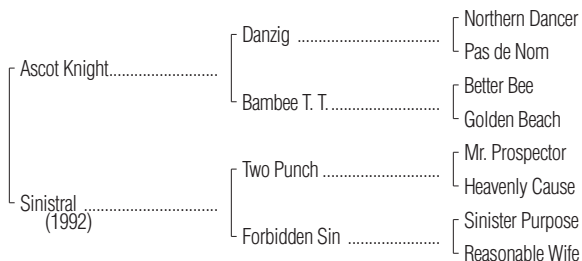 Northern Dancer
Danzig ........................................
Pas de Nom
Ascot Knight..............................
Better Bee
Bambee T. T. ..............................
Golden Beach
Mr. Prospector
Two Punch .................................
Heavenly Cause
Sinistral ......................................
(1992)
Sinister Purpose
Forbidden Sin ..........................
Reasonable Wife